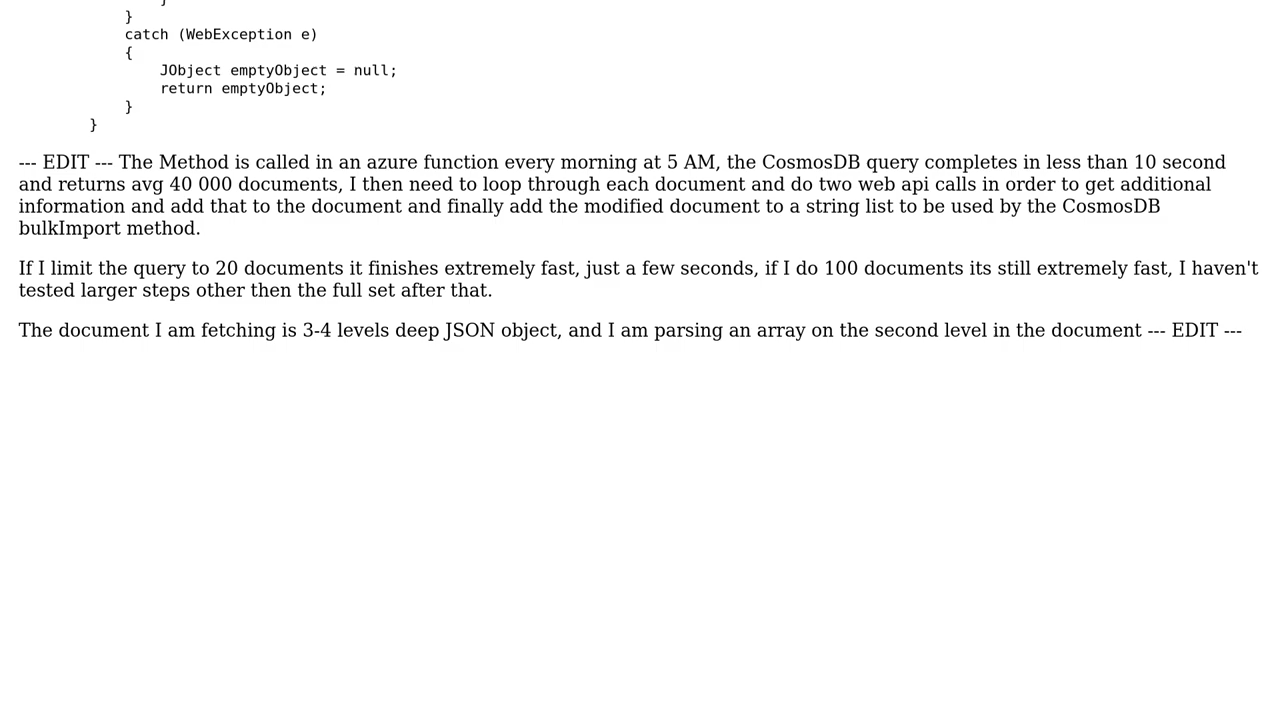 }
}
catch (WebException e)
{
JObject emptyObject = null;
return emptyObject;
}
}
--- EDIT --- The Method is called in an azure function every morning at 5 AM, the CosmosDB query completes in less than 10 second
and returns avg 40 000 documents, I then need to loop through each document and do two web api calls in order to get additional
information and add that to the document and finally add the modified document to a string list to be used by the CosmosDB
bulkImport method.
If I limit the query to 20 documents it finishes extremely fast, just a few seconds, if I do 100 documents its still extremely fast, I haven't
tested larger steps other then the full set after that.
The document I am fetching is 3-4 levels deep JSON object, and I am parsing an array on the second level in the document --- EDIT ---